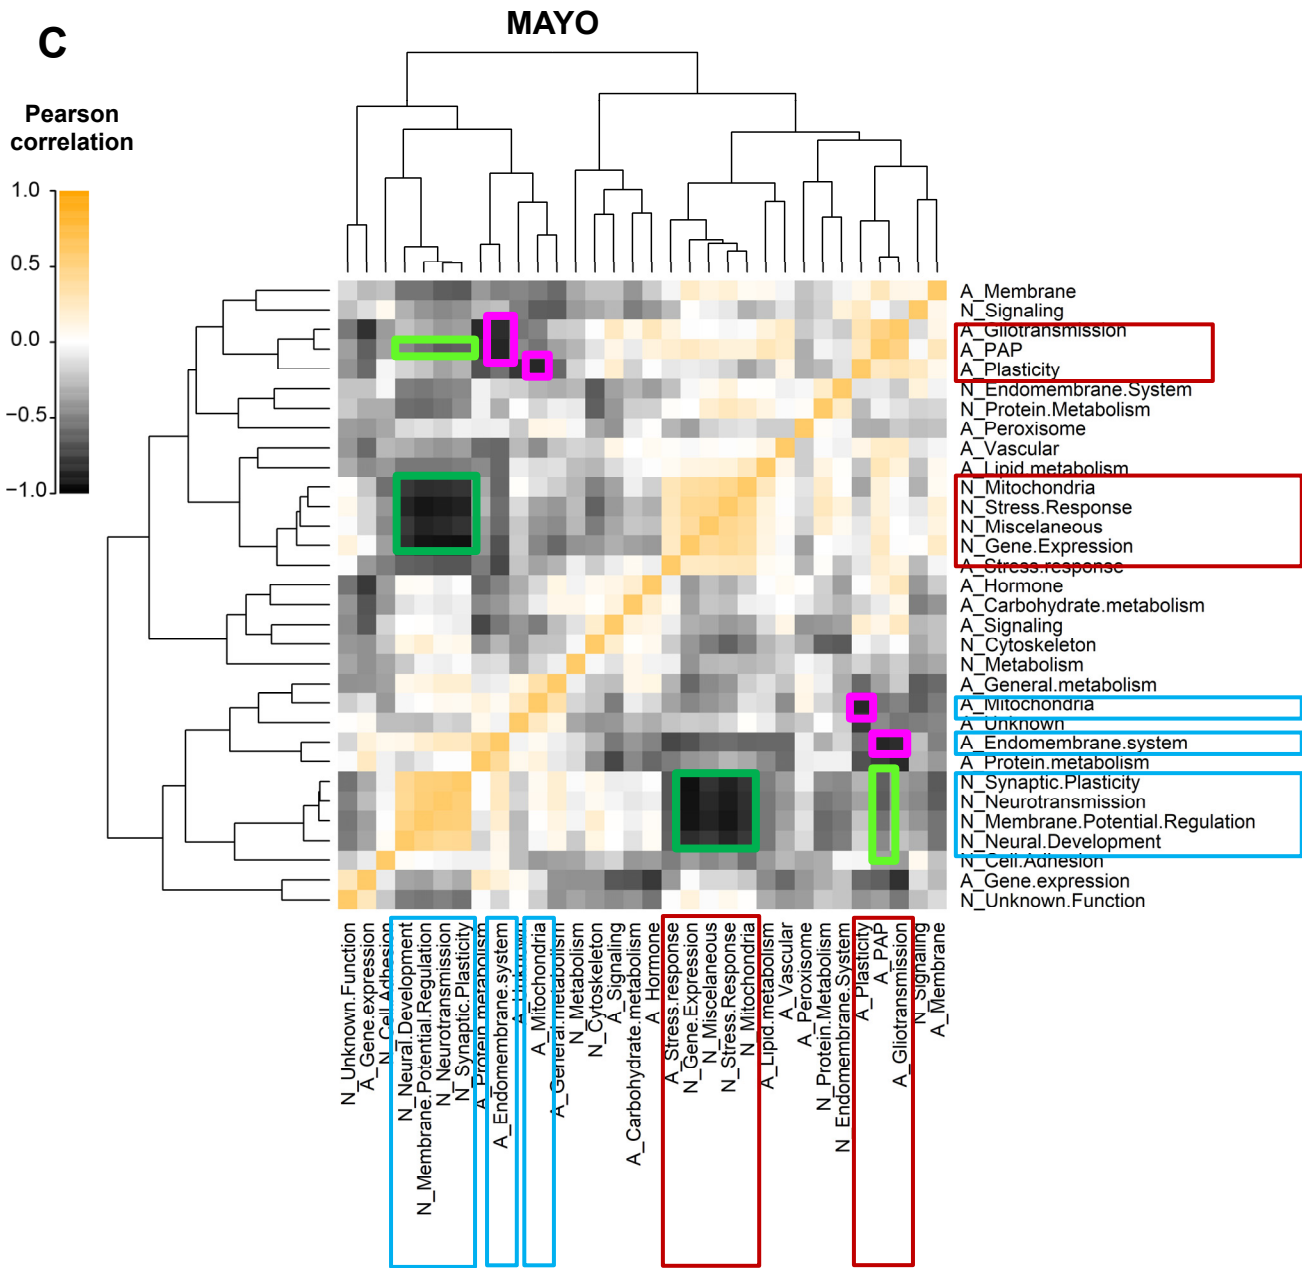 C
MAYO
Pearson
correlation
1.0
0.5
0.0
−0.5
−1.0
A_Membrane
N_Signaling
A_Gliotransmission
A_PAP
A_Plasticity
N_Endomembrane.System
N_Protein.Metabolism
A_Peroxisome
A_Vascular
A_Lipid.metabolism
N_Mitochondria
N_Stress.Response
N_Miscelaneous
N_Gene.Expression
A_Stress.response
A_Hormone
A_Carbohydrate.metabolism
A_Signaling
N_Cytoskeleton
N_Metabolism
A_General.metabolism
A_Mitochondria
A_Unknown
A_Endomembrane.system
A_Protein.metabolism
N_Synaptic.Plasticity
N_Neurotransmission
N_Membrane.Potential.Regulation
N_Neural.Development
N_Cell.Adhesion
A_Gene.expression
N_Unknown.Function
N_Unknown.Function
A_Gene.expression
N_Cell.Adhesion
N_Neural.Development
N_Membrane.Potential.Regulation
N_Neurotransmission
N_Synaptic.Plasticity
A_Protein.metabolism
A_Endomembrane.system
A_Unknown
A_Mitochondria
A_General.metabolism
N_Metabolism
N_Cytoskeleton
A_Signaling
A_Carbohydrate.metabolism
A_Hormone
A_Stress.response
N_Gene.Expression
N_Miscelaneous
N_Stress.Response
N_Mitochondria
A_Lipid.metabolism
A_Vascular
A_Peroxisome
N_Protein.Metabolism
N_Endomembrane.System
A_Plasticity
A_PAP
A_Gliotransmission
N_Signaling
A_Membrane